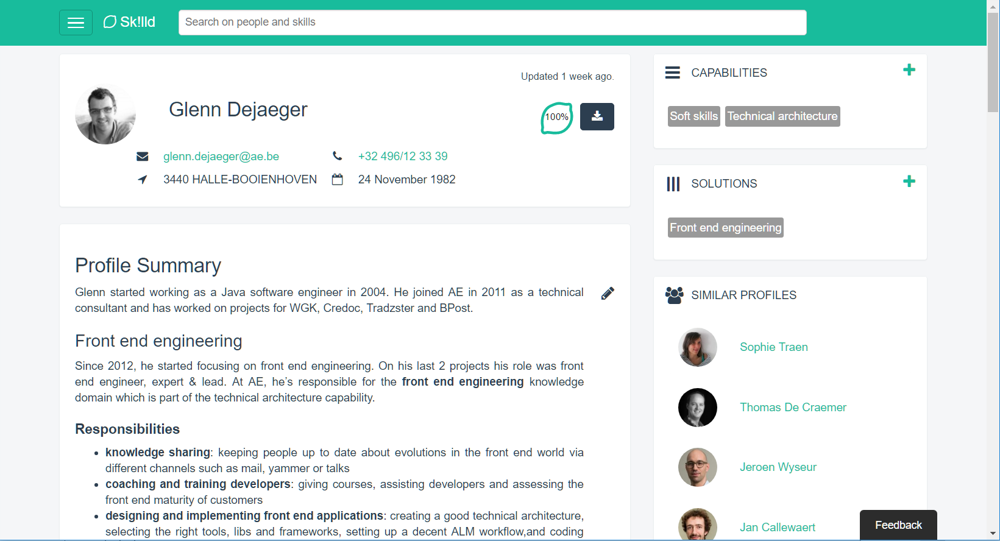 Sk!lld
Search on people and skills
Updated 1 week ago.
Glenn Dejaeger
100%
glenn.dejaeger@ae.be
+32 496/12 33 39
3440 HALLE-BOOIENHOVEN
24 November 1982
Profile Summary
Glenn started working as a Java software engineer in 2004. He joined AE in 2011 as a technical
consultant and has worked on projects for WGK, Credoc, Tradzster and BPost.
Front end engineering
Since 2012, he started focusing on front end engineering. On his last 2 projects his role was front
end engineer, expert & lead. At AE, he’s responsible for the front end engineering knowledge
domain which is part of the technical architecture capability.
Responsibilities
• knowledge sharing: keeping people up to date about evolutions in the front end world via
different channels such as mail, yammer or talks
• coaching and training developers: giving courses, assisting developers and assessing the
front end maturity of customers
• designing and implementing front end applications: creating a good technical architecture,
selecting the right tools, libs and frameworks, setting up a decent ALM workflow,and coding
CAPABILITIES
Soft skills Technical architecture
SOLUTIONS
Front end engineering
SIMILAR PROFILES
Sophie Traen
Thomas De Craemer
Jeroen Wyseur
Jan Callewaert
Feedback